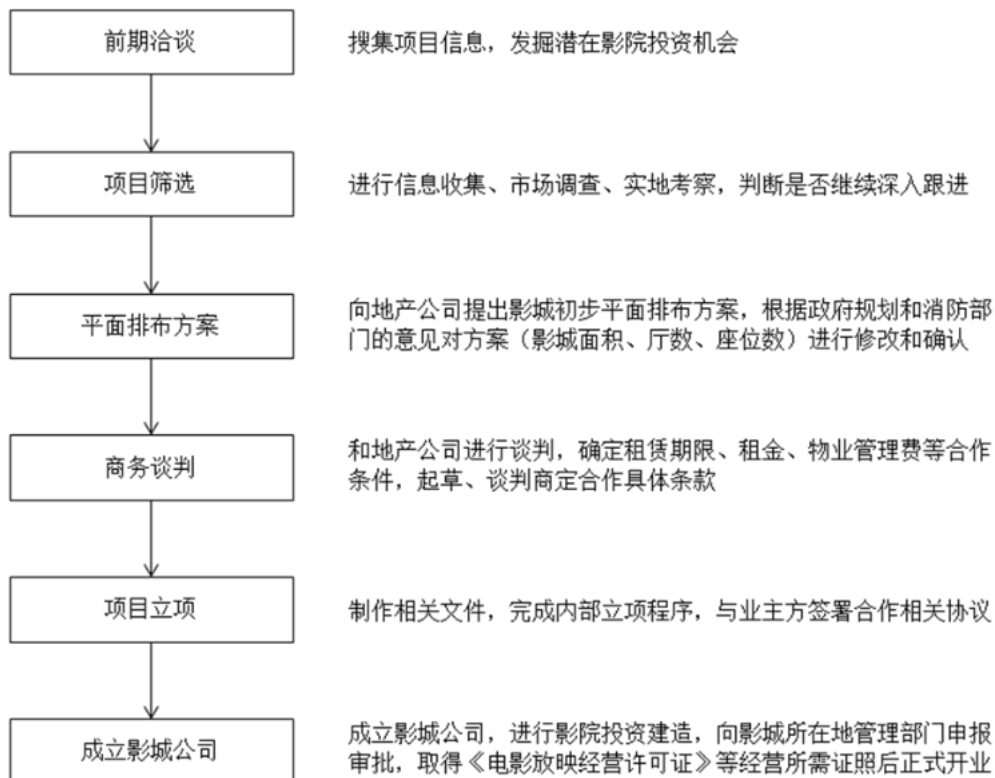 前期洽谈
搜集项目信息，发掘潜在影院投资机会
项目筛选
进行信息收集、市场调查、实地考察，判断是否继续深入跟进
平面排布方案
向地产公司提出影城初步平面排布方案，根据政府规划和消防部
门的意见对方案（影城面积、厅数、座位数）进行修改和确认
商务谈判
和地产公司进行谈判，确定租赁期限、租金、物业管理费等合作
条件，起草、谈判商定合作具体条款
项目立项
制作相关文件，完成内部立项程序，与业主方签署合作相关协议
成立影城公司
成立影城公司，进行影院投资建造，向影城所在地管理部门申报
审批，取得《电影放映经营许可证》等经营所需证照后正式开业